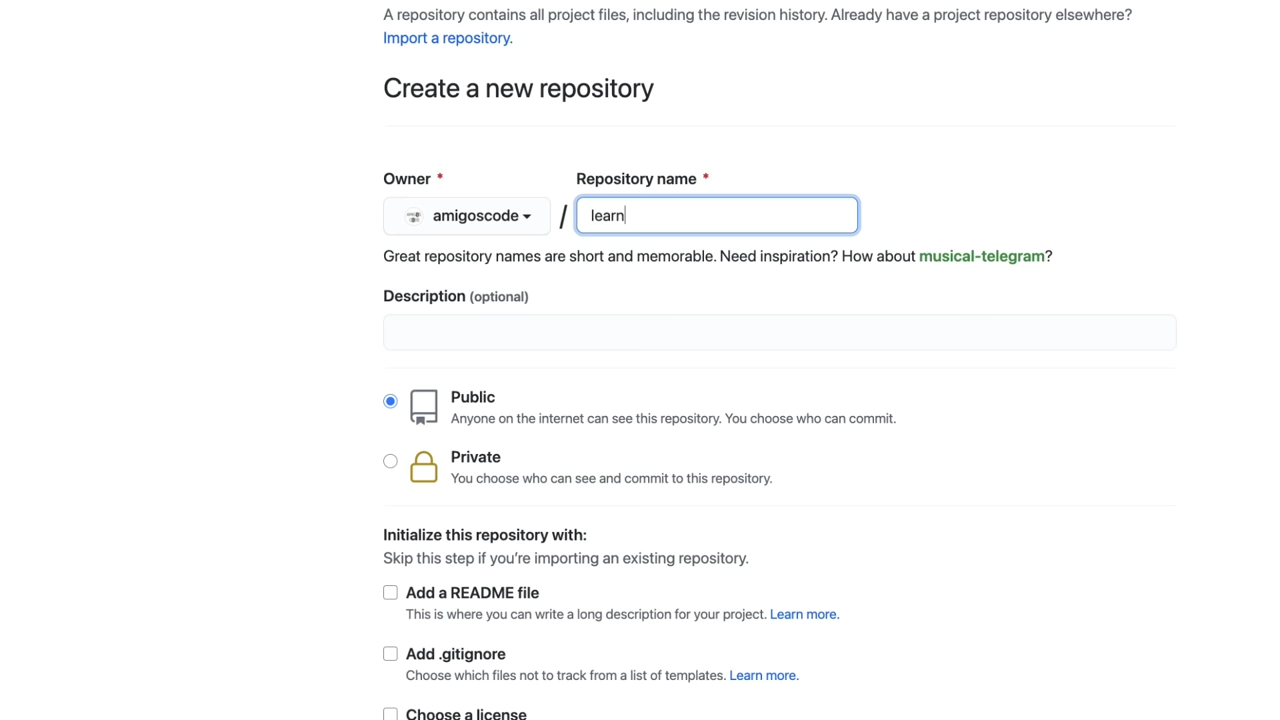 A repository contains all project files, including the revision history. Already have a project repository elsewhere?
Import a repository.
Create a new repository
Owner * Repository name *
amigoscode / learn
Great repository names are short and memorable. Need inspiration? How about musical-telegram?
Description (optional)
Public
Anyone on the internet can see this repository. You choose who can commit.
Private
You choose who can see and commit to this repository.
Initialize this repository with:
Skip this step if you're importing an existing repository.
Add a README file
This is where you can write a long description for your project. Learn more.
Add .gitignore
Choose which files not to track from a list of templates. Learn more.
Choose a license